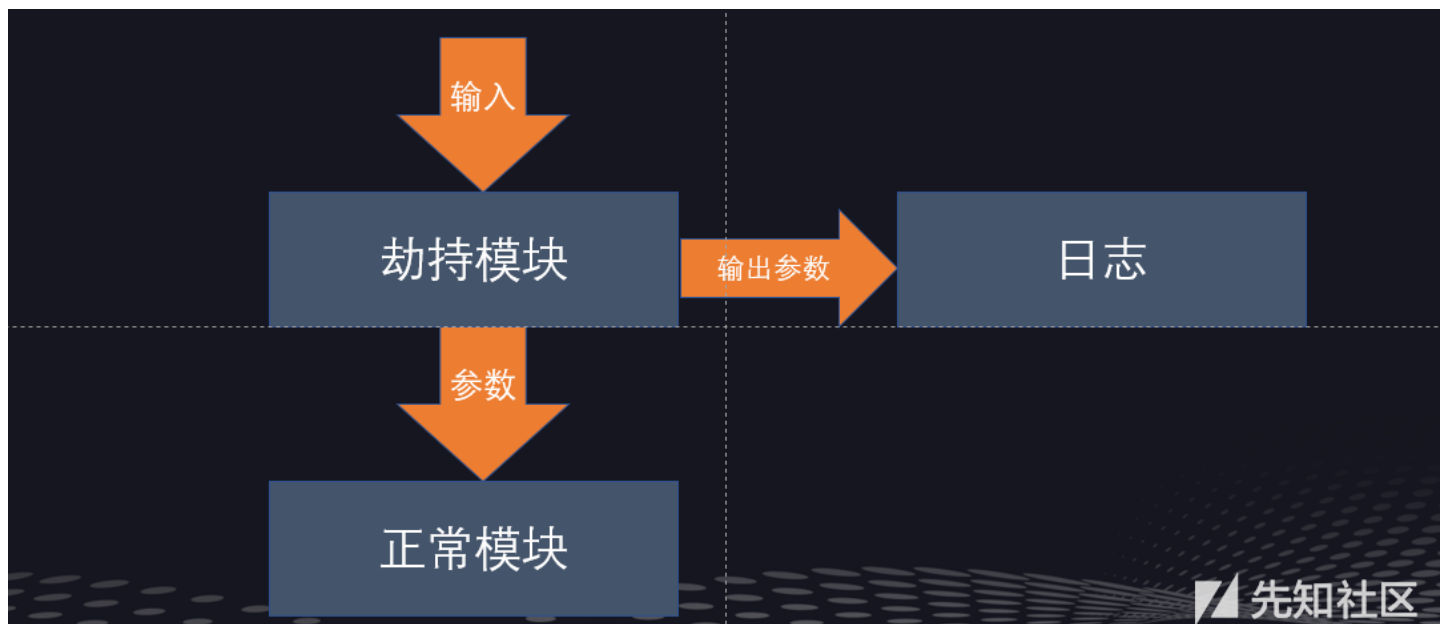 输入
劫持模块
输出参数
日志
参数
正常模块
先知社区